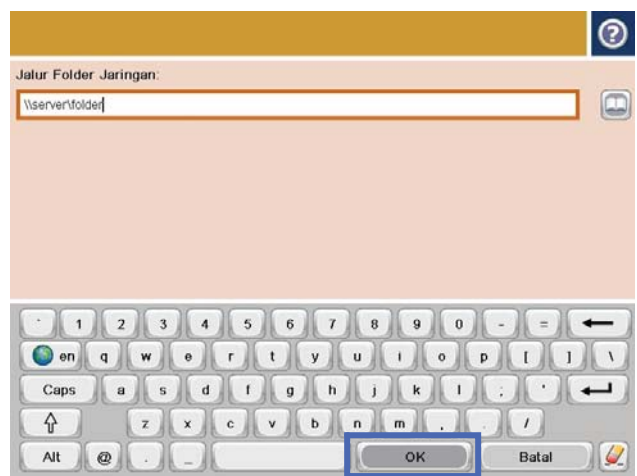 ?
Jalur Folder Jaringan:
\\server\folder
` 1 2 3 4 5 6 7 8 9 0 - =
en q w e r t y u i o p [ ] \
Caps a s d f g h j k l ; '
z x c v b n m , . /
Alt @ . _ OK Batal